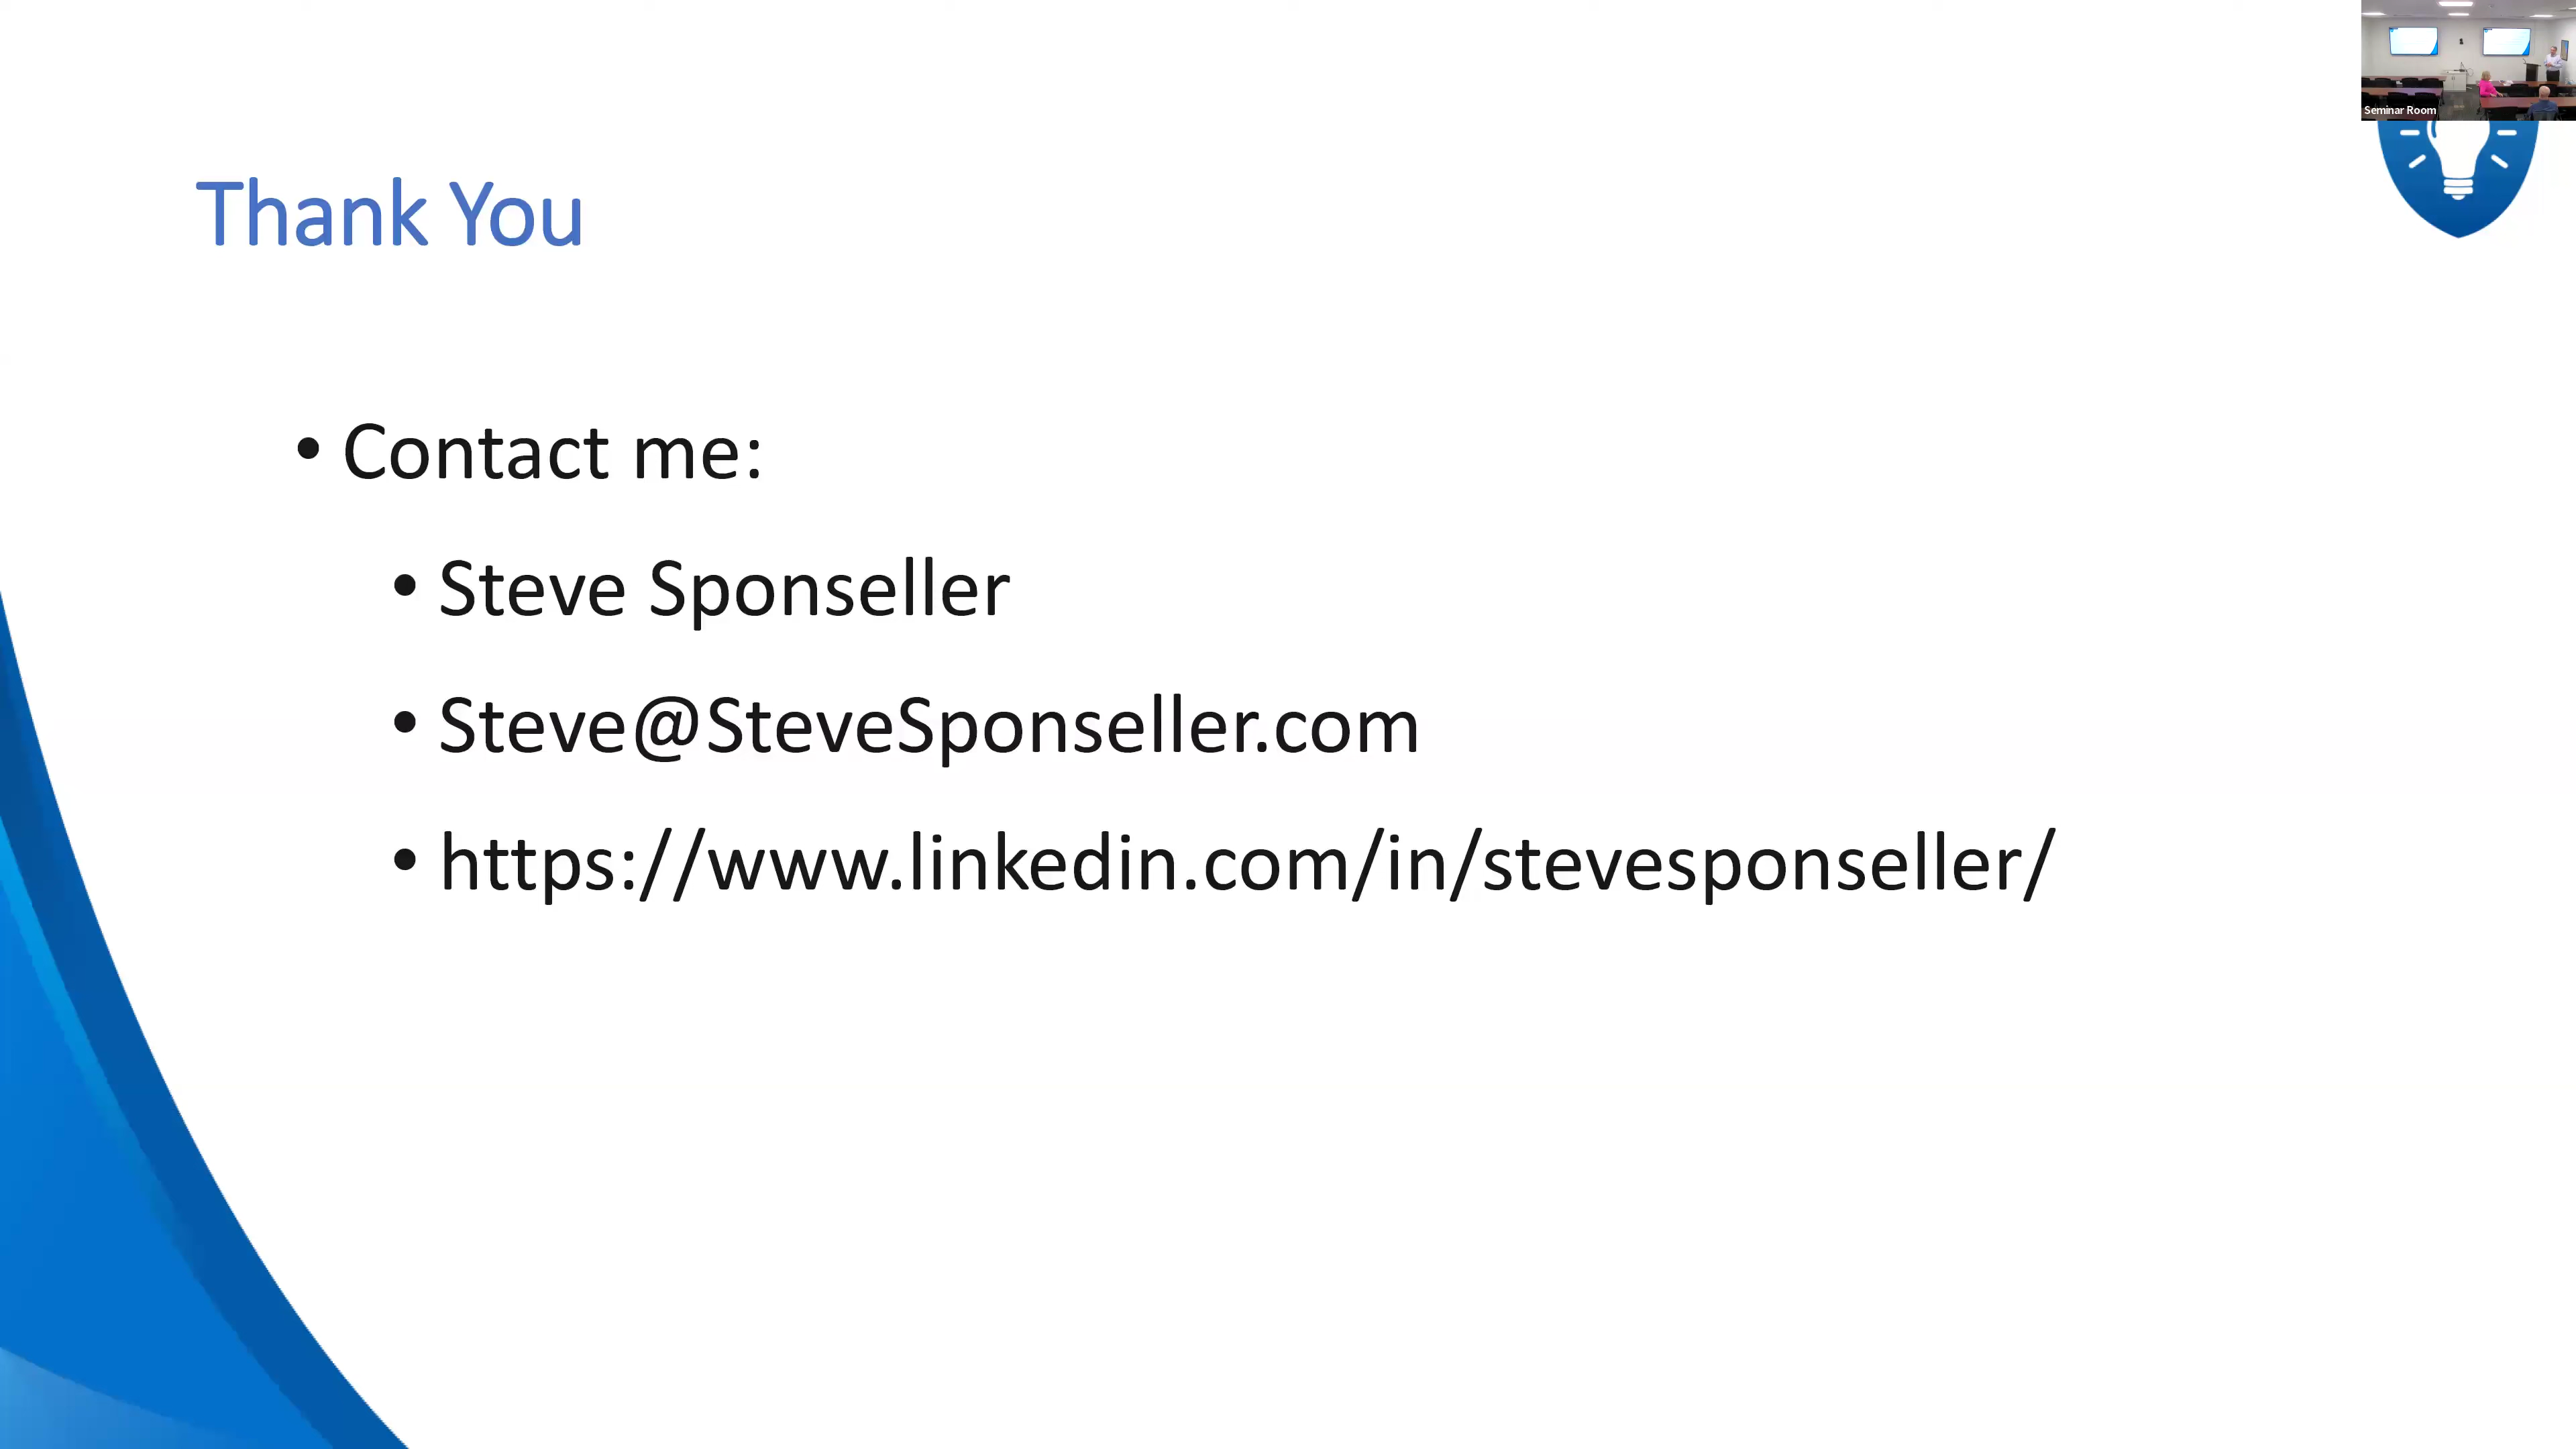 Seminar Room
Thank You
• Contact me:
• Steve Sponseller
• Steve@SteveSponseller.com
• https://www.linkedin.com/in/stevesponseller/